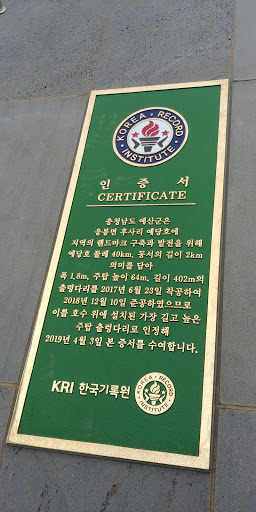 KOREA RECORD
INSTITUTE
인 증 서
CERTIFICATE
충청남도 예산군은
응봉면 후사리 예당호에
지역의 랜드마크 구축과 발전을 위해
예당호 둘레 40km, 동서의 길이 2km
의미를 담아
폭 1.8m, 주탑 높이 64m, 길이 402m의
출렁다리를 2017년 6월 23일 착공하여
2018년 12월 10일 준공하였으므로
이를 호수 위에 설치된 가장 길고 높은
주탑 출렁다리로 인정해
2019년 4월 3일 본 증서를 수여합니다.
KRI 한국기록원
KOREA RECORD
INSTITUTE